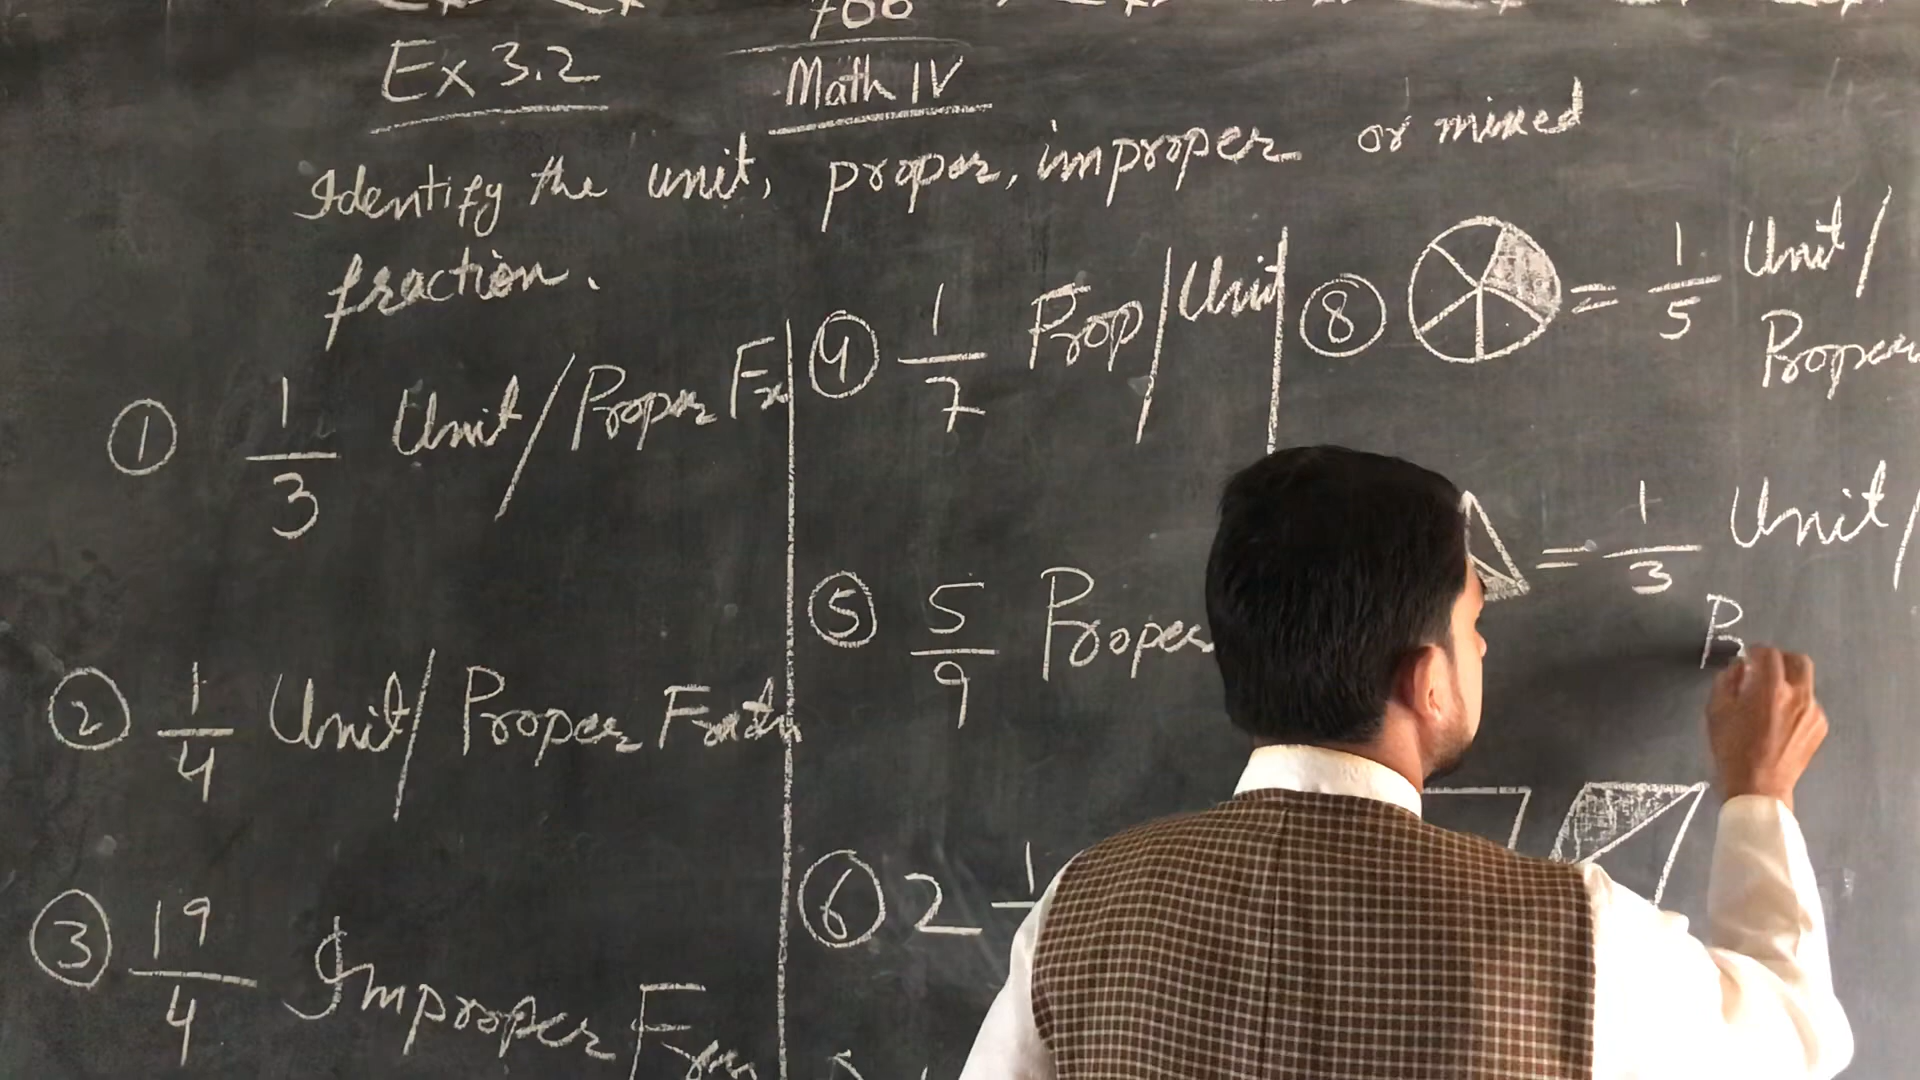 700
Ex 3.2
Math IV
Identify the unit, proper, improper or mixed
fraction.
① 1/3 Unit/Proper Fr
② 1/4 Unit/Proper
③ 19/4 Improper
④ 1/7 Prop/Unit
⑤ 5/9 Proper
⑥ 2 1
⑧ = 1/5 Unit/
Proper
= 1/3 Unit/
Pr